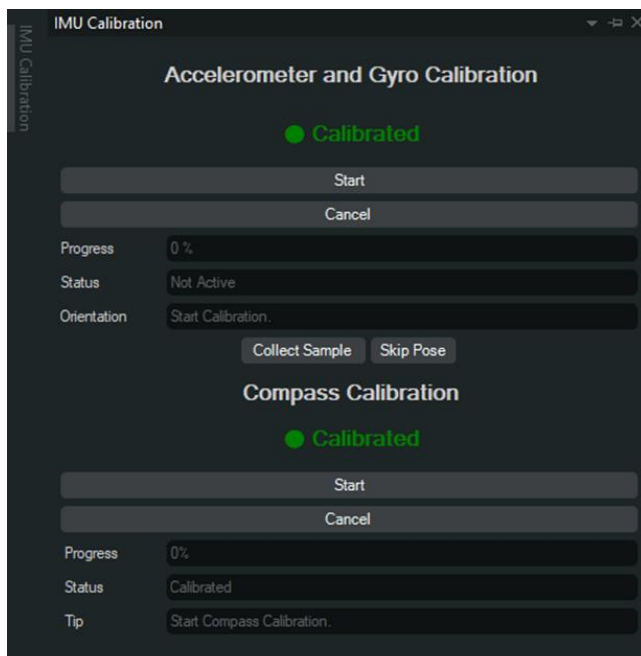 IMU Calibration
IMU Calibration
Accelerometer and Gyro Calibration
Calibrated
Start
Cancel
Progress 0 %
Status Not Active
Orientation Start Calibration.
Collect Sample Skip Pose
Compass Calibration
Calibrated
Start
Cancel
Progress 0%
Status Calibrated
Tip Start Compass Calibration.